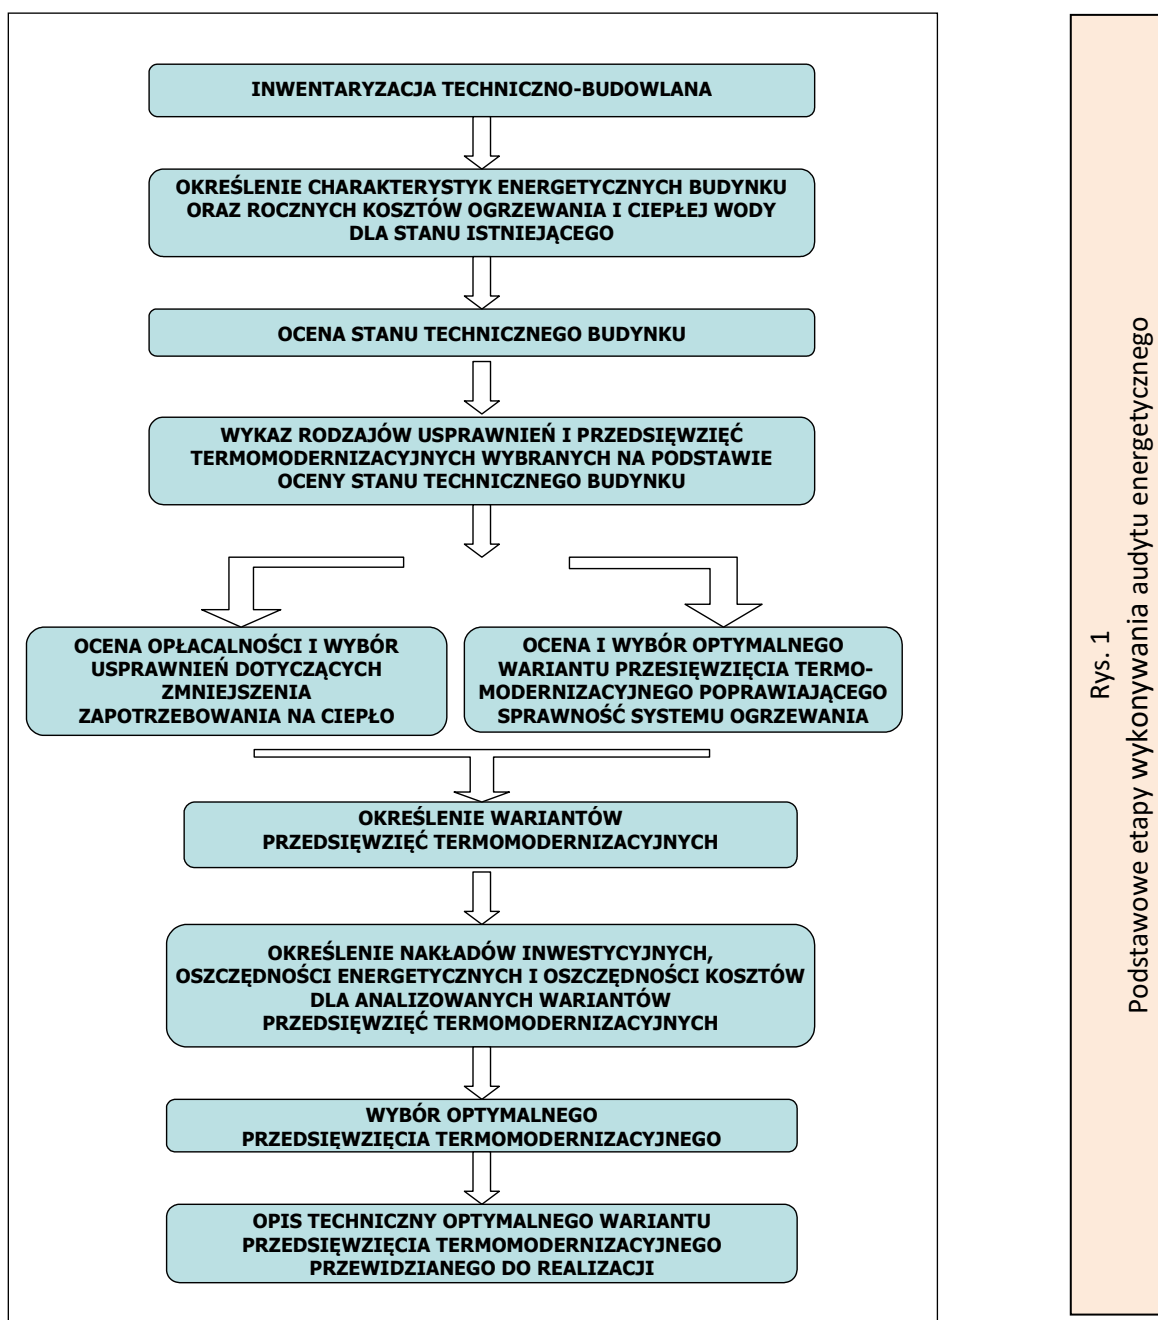 INWENTARYZACJA TECHNICZNO-BUDOWLANA
OKREŚLENIE CHARAKTERYSTYK ENERGETYCZNYCH BUDYNKU
ORAZ ROCZNYCH KOSZTÓW OGRZEWANIA I CIEPŁEJ WODY
DLA STANU ISTNIEJĄCEGO
OCENA STANU TECHNICZNEGO BUDYNKU
WYKAZ RODZAJÓW USPRAWNIEŃ I PRZEDSIĘWZIĘĆ
TERMOMODERNIZACYJNYCH WYBRANYCH NA PODSTAWIE
OCENY STANU TECHNICZNEGO BUDYNKU
OCENA OPŁACALNOŚCI I WYBÓR
USPRAWNIEŃ DOTYCZĄCYCH
ZMNIEJSZENIA
ZAPOTRZEBOWANIA NA CIEPŁO
OCENA I WYBÓR OPTYMALNEGO
WARIANTU PRZESIĘWZIĘCIA TERMO-
MODERNIZACYJNEGO POPRAWIAJĄCEGO
SPRAWNOŚĆ SYSTEMU OGRZEWANIA
OKREŚLENIE WARIANTÓW
PRZEDSIĘWZIĘĆ TERMOMODERNIZACYJNYCH
OKREŚLENIE NAKŁADÓW INWESTYCYJNYCH,
OSZCZĘDNOŚCI ENERGETYCZNYCH I OSZCZĘDNOŚCI KOSZTÓW
DLA ANALIZOWANYCH WARIANTÓW
PRZEDSIĘWZIĘĆ TERMOMODERNIZACYJNYCH
WYBÓR OPTYMALNEGO
PRZEDSIĘWZIĘCIA TERMOMODERNIZACYJNEGO
OPIS TECHNICZNY OPTYMALNEGO WARIANTU
PRZEDSIĘWZIĘCIA TERMOMODERNIZACYJNEGO
PRZEWIDZIANEGO DO REALIZACJI
Rys. 1
Podstawowe etapy wykonywania audytu energetycznego